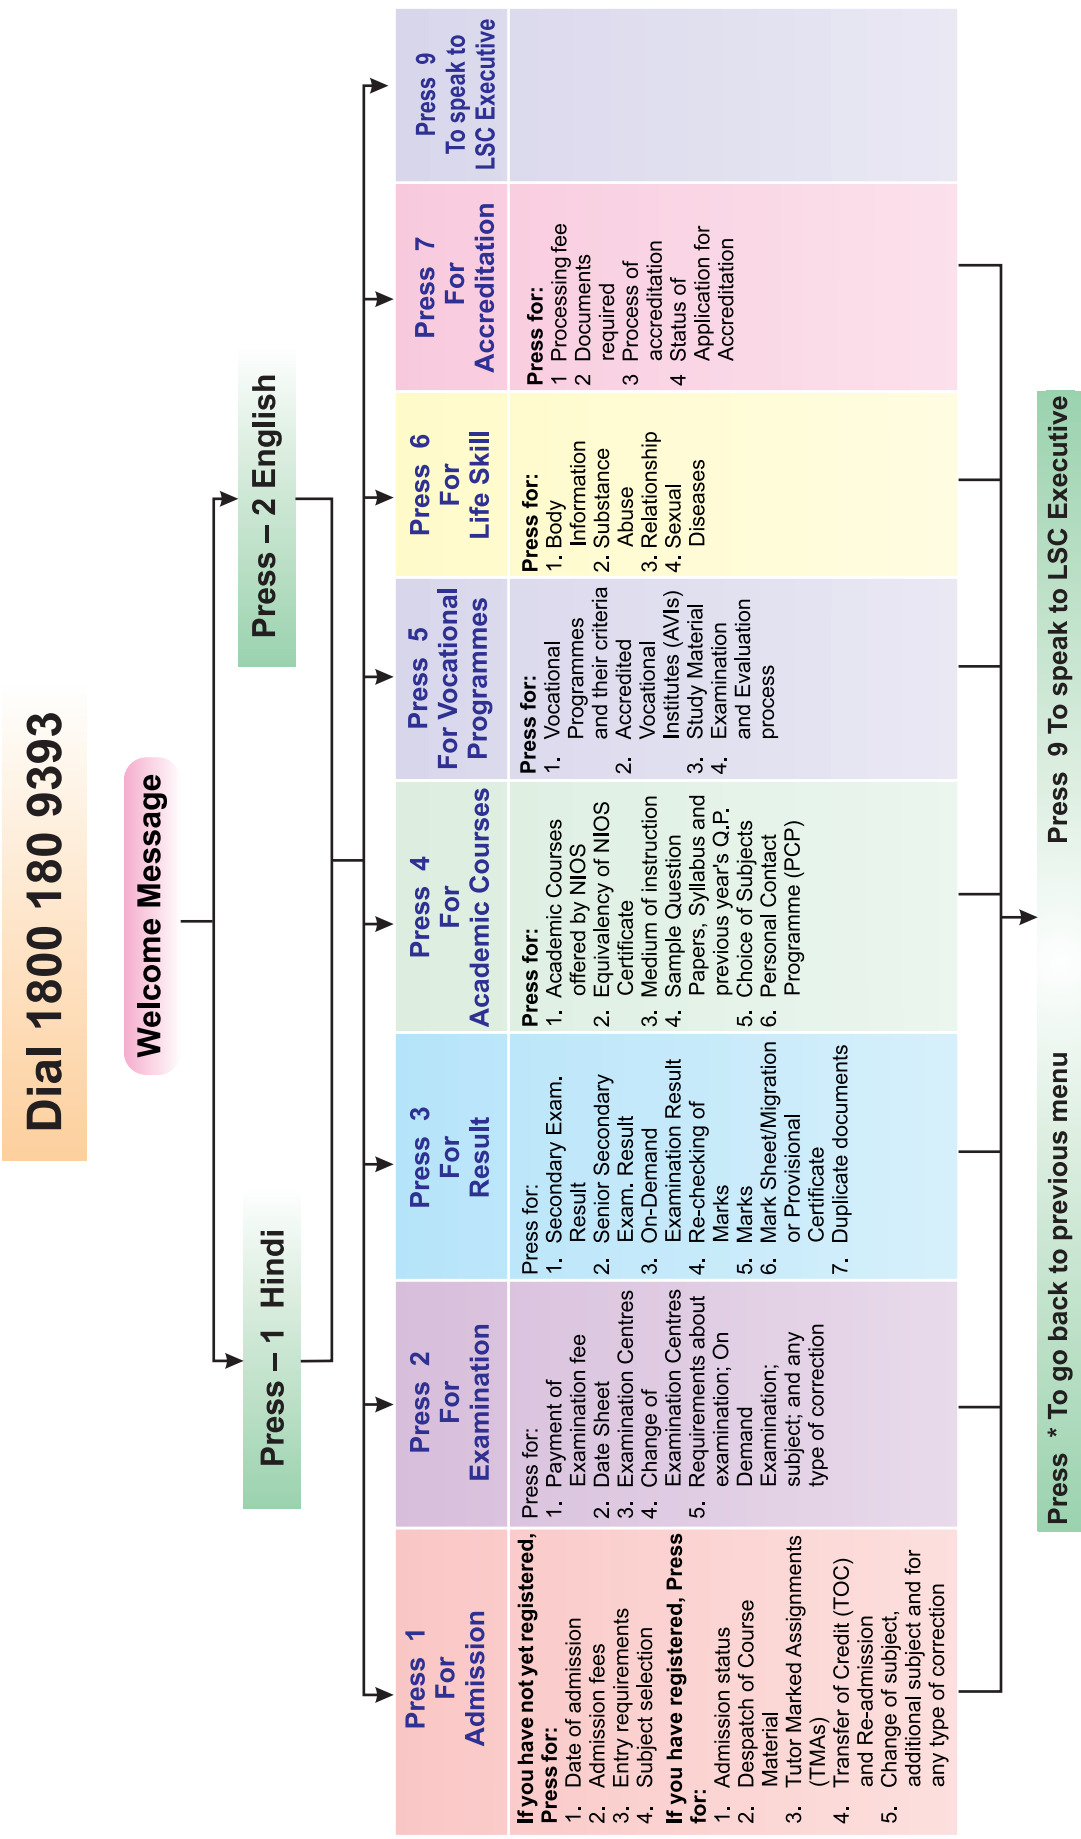 Dial 1800 180 9393
Welcome Message
Press – 1 Hindi
Press – 2 English
Press 1
For
Admission
If you have not yet registered,
Press for:
1. Date of admission
2. Admission fees
3. Entry requirements
4. Subject selection
If you have registered, Press
for:
1. Admission status
2. Despatch of Course
Material
3. Tutor Marked Assignments
(TMAs)
4. Transfer of Credit (TOC)
and Re-admission
5. Change of subject,
additional subject and for
any type of correction
Press 2
For
Examination
Press for:
1. Payment of
Examination fee
2. Date Sheet
3. Examination Centres
4. Change of
Examination Centres
5. Requirements about
examination; On
Demand
Examination;
subject; and any
type of correction
Press 3
For
Result
Press for:
1. Secondary Exam.
Result
2. Senior Secondary
Exam. Result
3. On-Demand
Examination Result
4. Re-checking of
Marks
5. Marks
6. Mark Sheet/Migration
or Provisional
Certificate
7. Duplicate documents
Press 4
For
Academic Courses
Press for:
1. Academic Courses
offered by NIOS
2. Equivalency of NIOS
Certificate
3. Medium of instruction
4. Sample Question
Papers, Syllabus and
previous year's Q.P.
5. Choice of Subjects
6. Personal Contact
Programme (PCP)
Press 5
For Vocational
Programmes
Press for:
1. Vocational
Programmes
and their criteria
2. Accredited
Vocational
Institutes (AVIs)
3. Study Material
4. Examination
and Evaluation
process
Press 6
For
Life Skill
Press for:
1. Body
Information
2. Substance
Abuse
3. Relationship
4. Sexual
Diseases
Press 7
For
Accreditation
Press for:
1 Processing fee
2 Documents
required
3 Process of
accreditation
4 Status of
Application for
Accreditation
Press 9
To speak to
LSC Executive
Press * To go back to previous menu
Press 9 To speak to LSC Executive